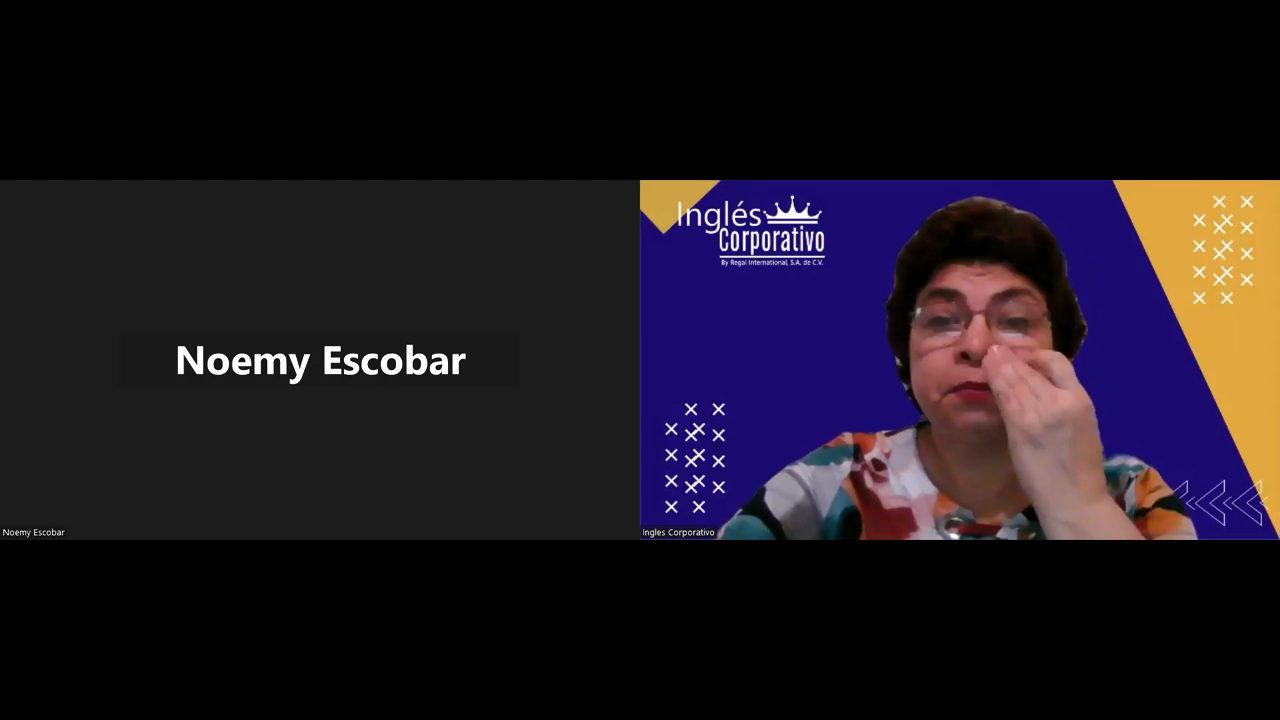 Noemy Escobar
Noemy Escobar
Inglés
Corporativo
By Regal International, S.A. de C.V.
Ingles Corporativo